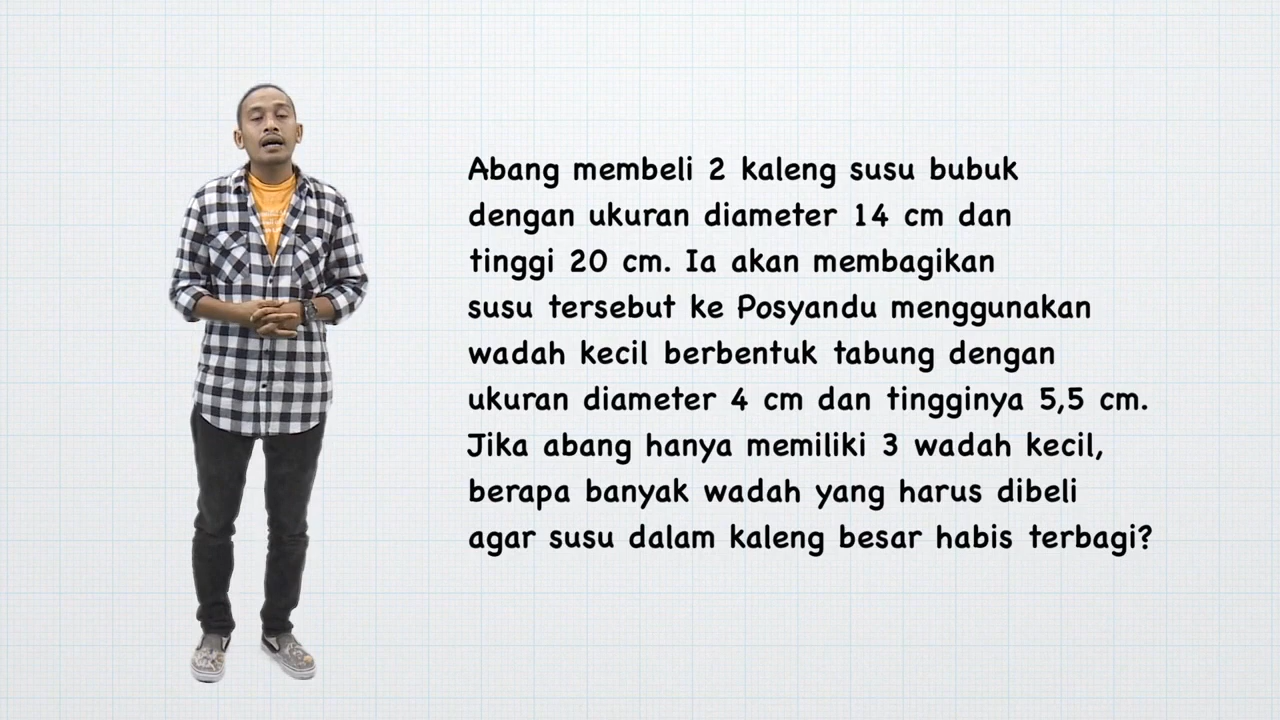 Abang membeli 2 kaleng susu bubuk
dengan ukuran diameter 14 cm dan
tinggi 20 cm. Ia akan membagikan
susu tersebut ke Posyandu menggunakan
wadah kecil berbentuk tabung dengan
ukuran diameter 4 cm dan tingginya 5,5 cm.
Jika abang hanya memiliki 3 wadah kecil,
berapa banyak wadah yang harus dibeli
agar susu dalam kaleng besar habis terbagi?